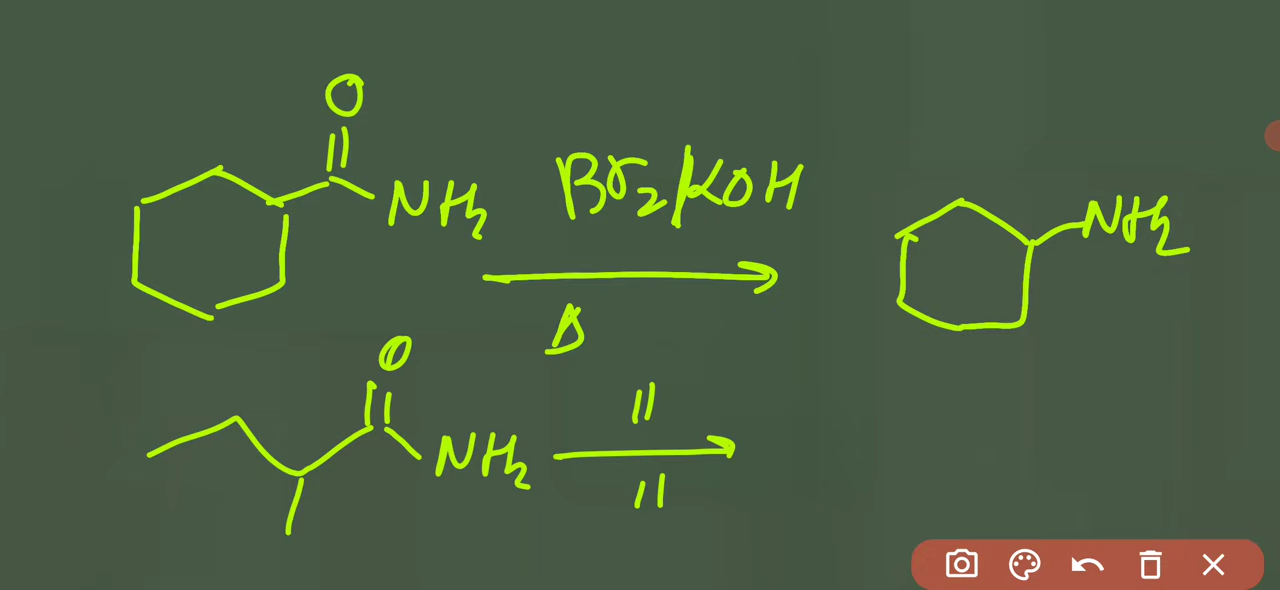 O
||
NH₂ Br₂/KOH NH₂
Δ
O
|| ||
NH₂
||